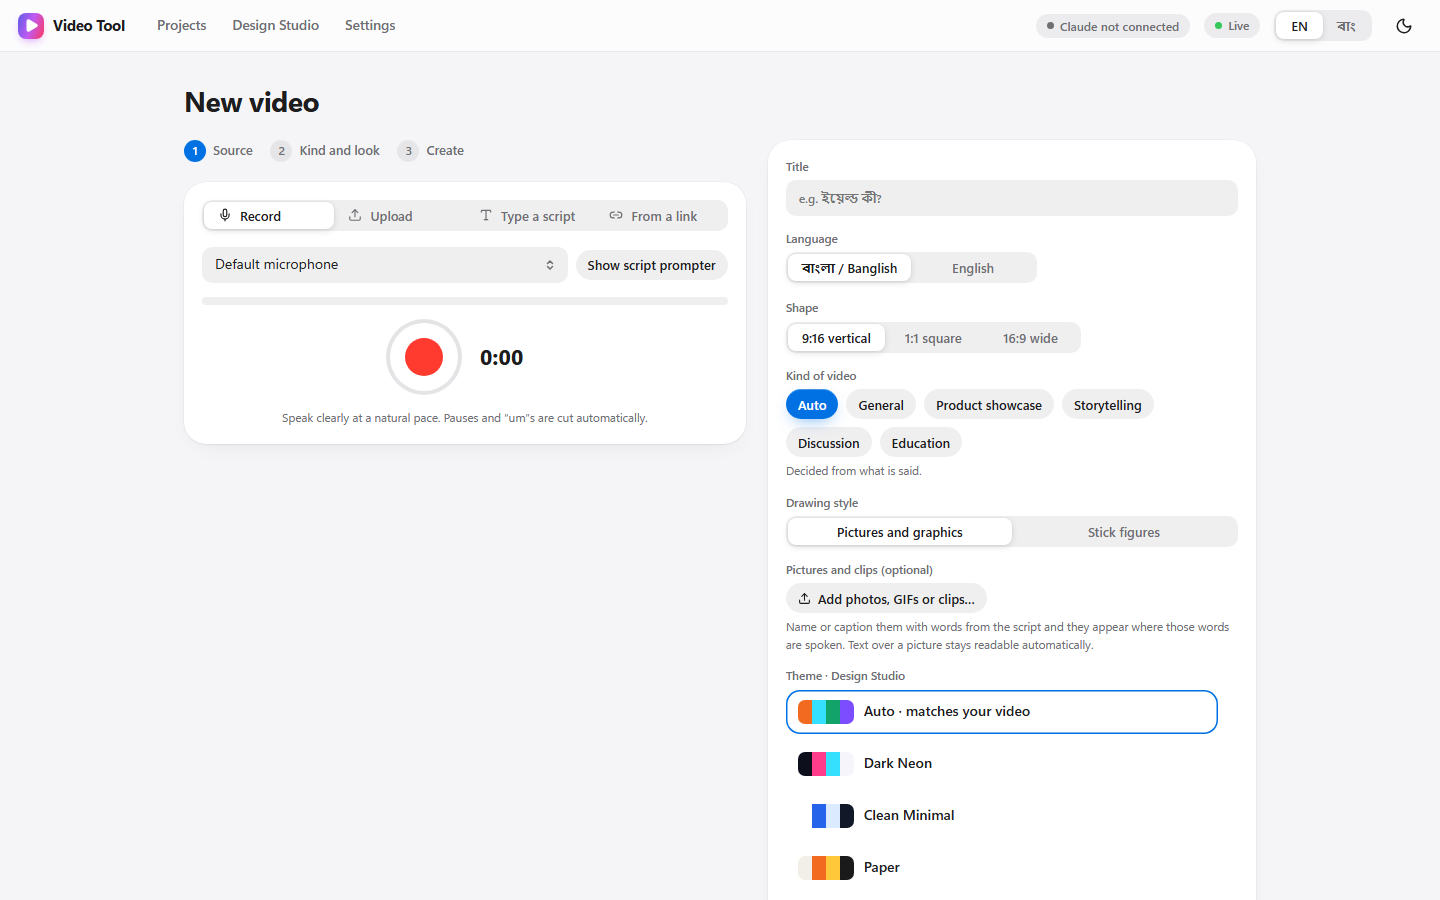 Video Tool
Projects
Design Studio
Settings
Claude not connected
Live
EN
বাং
New video
1 Source
2 Kind and look
3 Create
Record
Upload
Type a script
From a link
Default microphone
Show script prompter
0:00
Speak clearly at a natural pace. Pauses and "um"s are cut automatically.
Title
e.g. ইয়েল্ড কী?
Language
বাংলা / Banglish
English
Shape
9:16 vertical
1:1 square
16:9 wide
Kind of video
Auto
General
Product showcase
Storytelling
Discussion
Education
Decided from what is said.
Drawing style
Pictures and graphics
Stick figures
Pictures and clips (optional)
Add photos, GIFs or clips...
Name or caption them with words from the script and they appear where those words
are spoken. Text over a picture stays readable automatically.
Theme · Design Studio
Auto · matches your video
Dark Neon
Clean Minimal
Paper